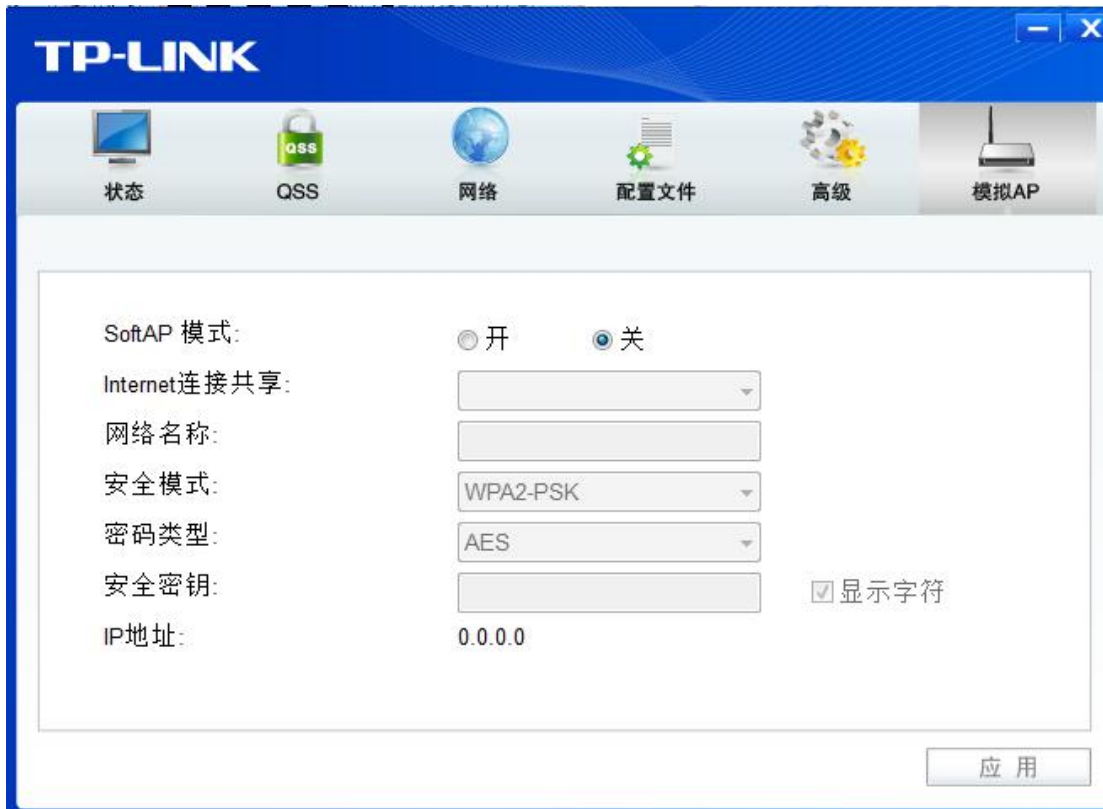 TP-LINK
QSS
状态 QSS 网络 配置文件 高级 模拟AP
SoftAP 模式: 开 关
Internet连接共享:
网络名称:
安全模式: WPA2-PSK
密码类型: AES
安全密钥: 显示字符
IP地址: 0.0.0.0
应 用